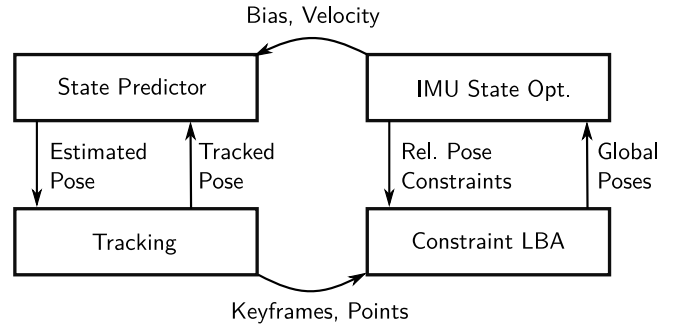 Bias, Velocity
State Predictor
IMU State Opt.
Estimated
Pose
Tracked
Pose
Rel. Pose
Constraints
Global
Poses
Tracking
Constraint LBA
Keyframes, Points